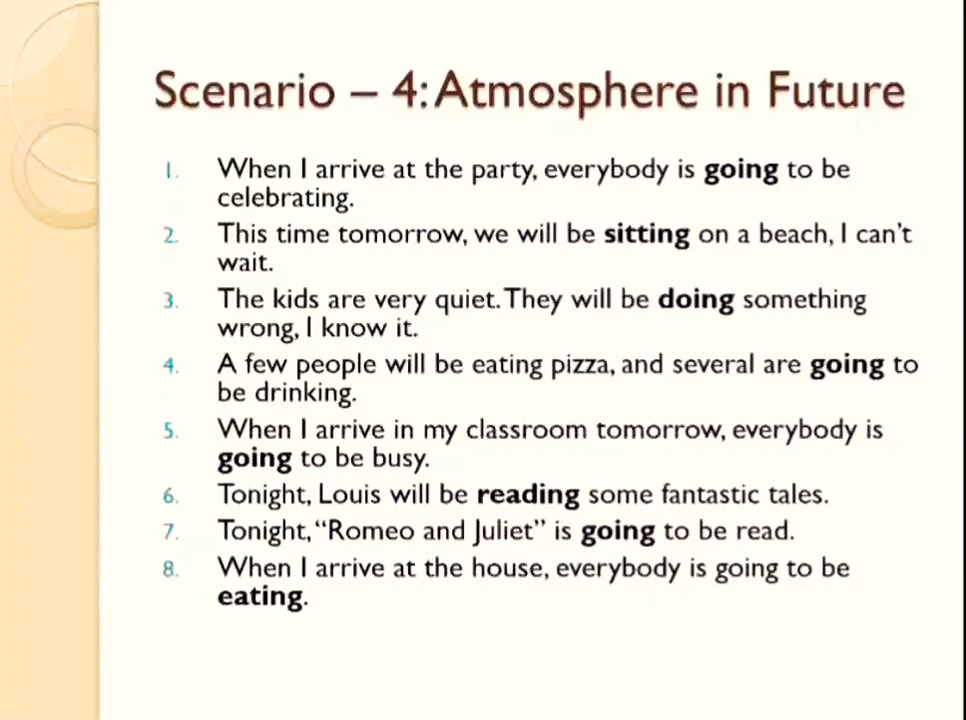 Scenario – 4: Atmosphere in Future
1. When I arrive at the party, everybody is going to be
celebrating.
2. This time tomorrow, we will be sitting on a beach, I can't
wait.
3. The kids are very quiet. They will be doing something
wrong, I know it.
4. A few people will be eating pizza, and several are going to
be drinking.
5. When I arrive in my classroom tomorrow, everybody is
going to be busy.
6. Tonight, Louis will be reading some fantastic tales.
7. Tonight, “Romeo and Juliet” is going to be read.
8. When I arrive at the house, everybody is going to be
eating.